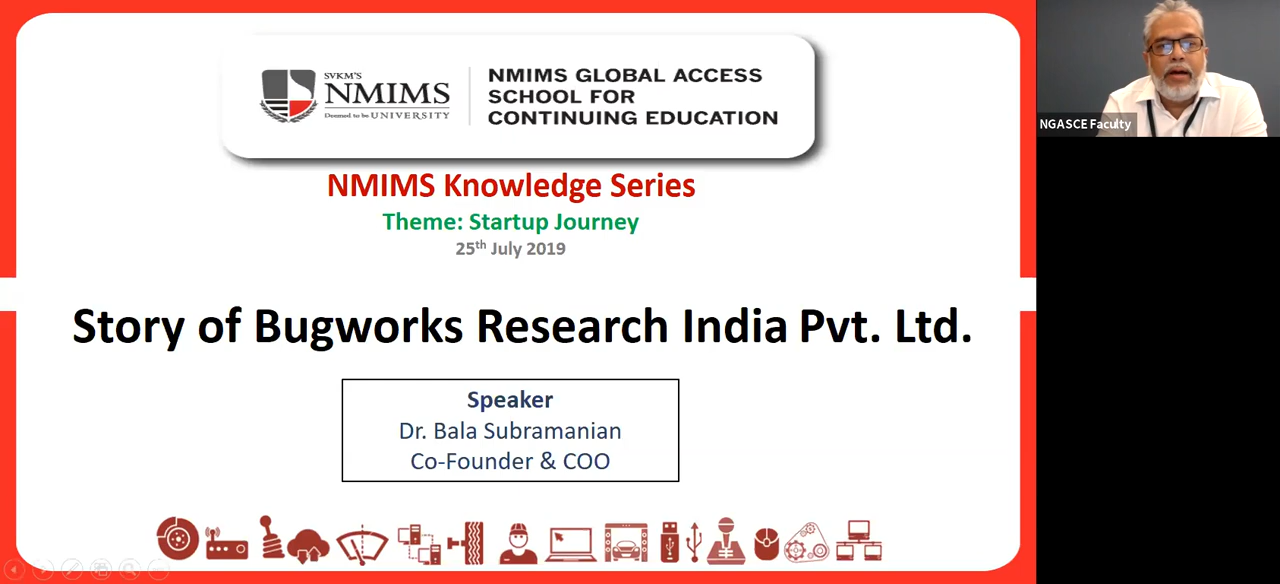 SVKM'S
NMIMS
Deemed to be UNIVERSITY
NMIMS GLOBAL ACCESS
SCHOOL FOR
CONTINUING EDUCATION
NMIMS Knowledge Series
Theme: Startup Journey
25th July 2019
Story of Bugworks Research India Pvt. Ltd.
Speaker
Dr. Bala Subramanian
Co-Founder & COO
NGASCE Faculty